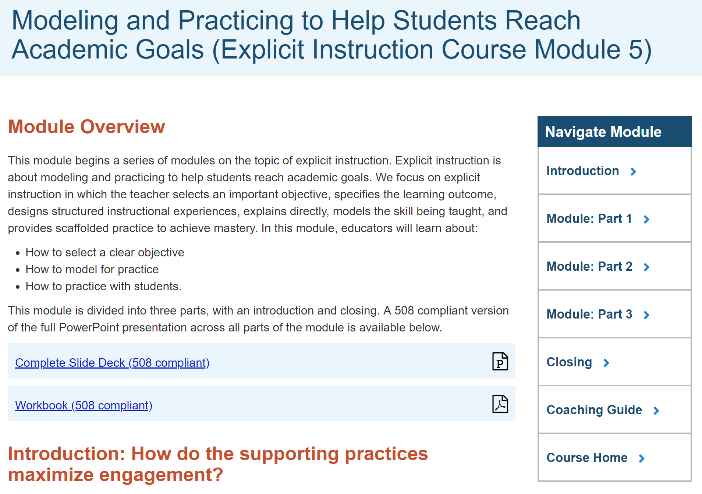 Modeling and Practicing to Help Students Reach
Academic Goals (Explicit Instruction Course Module 5)
Module Overview
This module begins a series of modules on the topic of explicit instruction. Explicit instruction is
about modeling and practicing to help students reach academic goals. We focus on explicit
instruction in which the teacher selects an important objective, specifies the learning outcome,
designs structured instructional experiences, explains directly, models the skill being taught, and
provides scaffolded practice to achieve mastery. In this module, educators will learn about:
• How to select a clear objective
• How to model for practice
• How to practice with students.
This module is divided into three parts, with an introduction and closing. A 508 compliant version
of the full PowerPoint presentation across all parts of the module is available below.
Complete Slide Deck (508 compliant)
Workbook (508 compliant)
Introduction: How do the supporting practices
maximize engagement?
Navigate Module
Introduction
Module: Part 1
Module: Part 2
Module: Part 3
Closing
Coaching Guide
Course Home